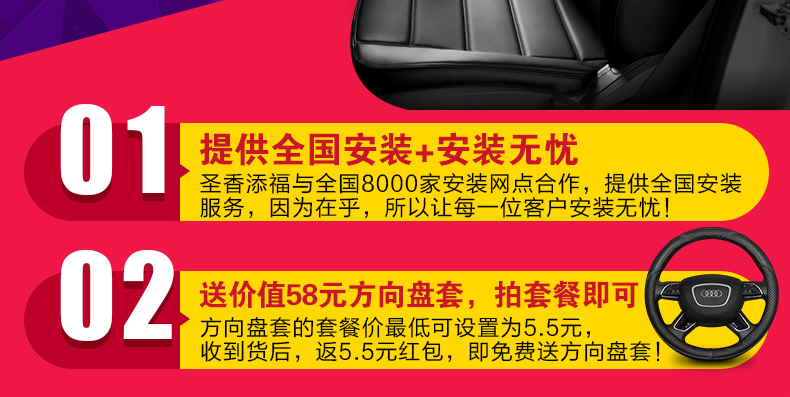 01
提供全国安装+安装无忧
圣香添福与全国8000家安装网点合作，提供全国安装
服务，因为在乎，所以让每一位客户安装无忧！
02
送价值58元方向盘套，拍套餐即可
方向盘套的套餐价最低可设置为5.5元，
收到货后，返5.5元红包，即免费送方向盘套！